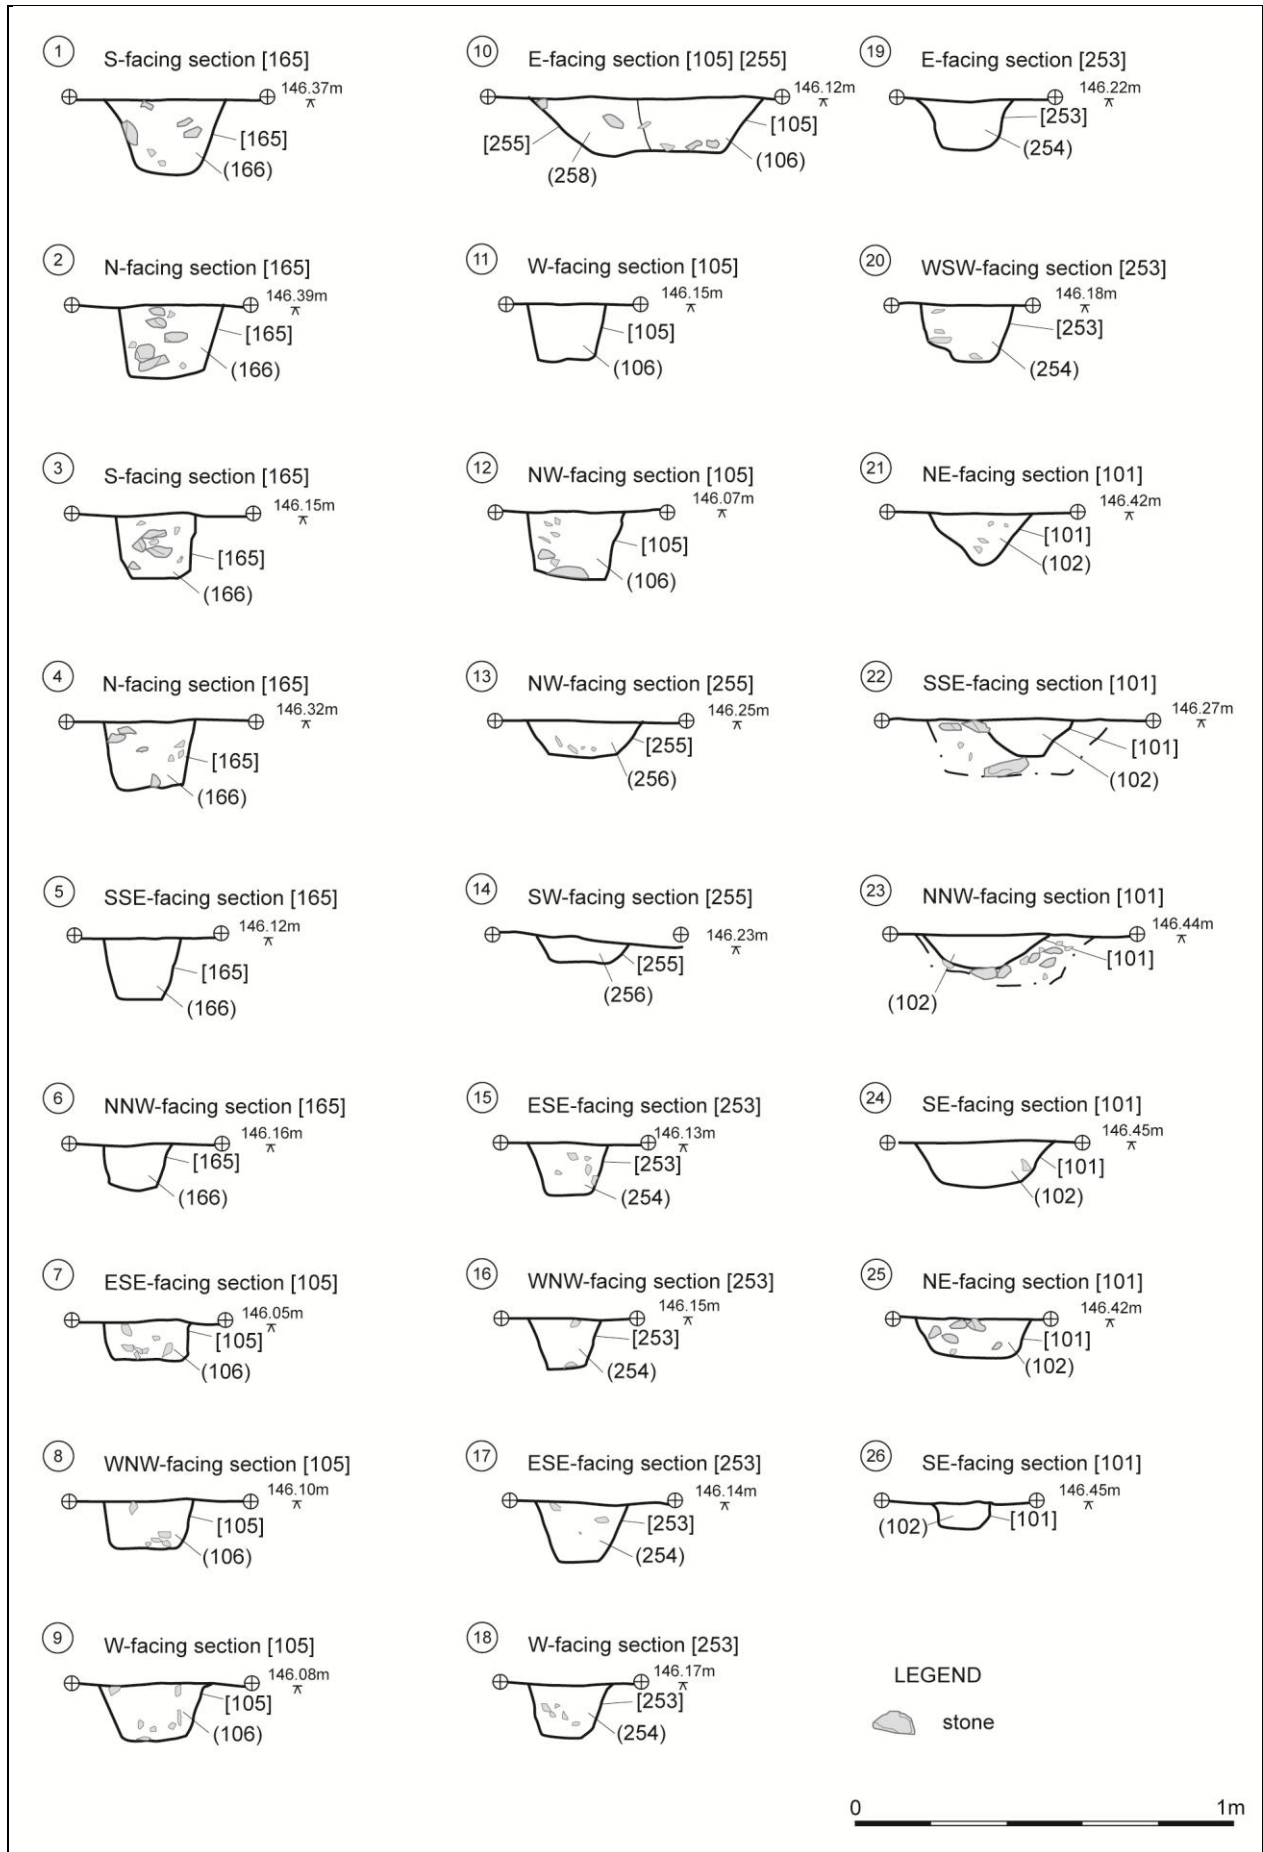 1
S-facing section [165]
146.37m
[165]
(166)
2
N-facing section [165]
146.39m
[165]
(166)
3
S-facing section [165]
146.15m
[165]
(166)
4
N-facing section [165]
146.32m
[165]
(166)
5
SSE-facing section [165]
146.12m
[165]
(166)
6
NNW-facing section [165]
146.16m
[165]
(166)
7
ESE-facing section [105]
146.05m
[105]
(106)
8
WNW-facing section [105]
146.10m
[105]
(106)
9
W-facing section [105]
146.08m
[105]
(106)
10
E-facing section [105] [255]
146.12m
[105]
[255]
(106)
(258)
11
W-facing section [105]
146.15m
[105]
(106)
12
NW-facing section [105]
146.07m
[105]
(106)
13
NW-facing section [255]
146.25m
[255]
(256)
14
SW-facing section [255]
146.23m
[255]
(256)
15
ESE-facing section [253]
146.13m
[253]
(254)
16
WNW-facing section [253]
146.15m
[253]
(254)
17
ESE-facing section [253]
146.14m
[253]
(254)
18
W-facing section [253]
146.17m
[253]
(254)
19
E-facing section [253]
146.22m
[253]
(254)
20
WSW-facing section [253]
146.18m
[253]
(254)
21
NE-facing section [101]
146.42m
[101]
(102)
22
SSE-facing section [101]
146.27m
[101]
(102)
23
NNW-facing section [101]
146.44m
[101]
(102)
24
SE-facing section [101]
146.45m
[101]
(102)
25
NE-facing section [101]
146.42m
[101]
(102)
26
SE-facing section [101]
146.45m
(102) [101]
LEGEND
stone
0 1m